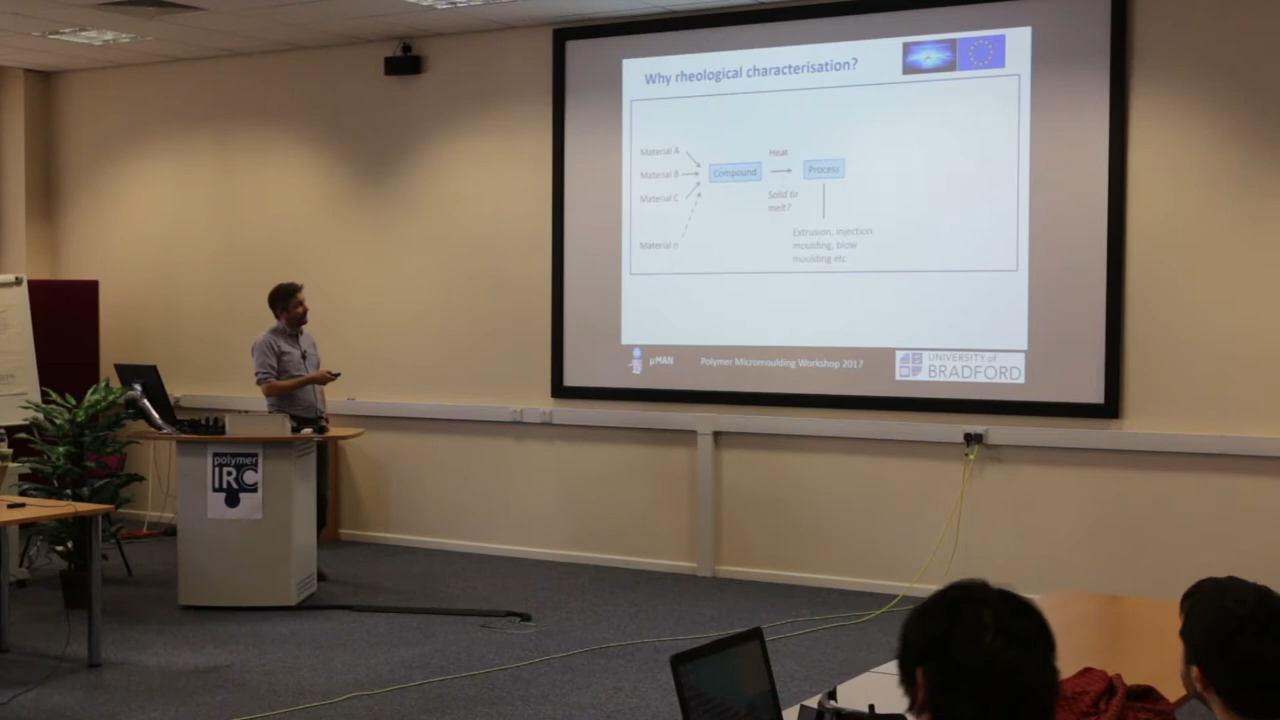 Why rheological characterisation?
Material A
Material B
Material C
Material n
Compound
Heat
Solid to
melt?
Process
Extrusion, injection
moulding, blow
moulding etc
µMAN
Polymer Micromoulding Workshop 2017
UNIVERSITY of
BRADFORD
polymer
IRC